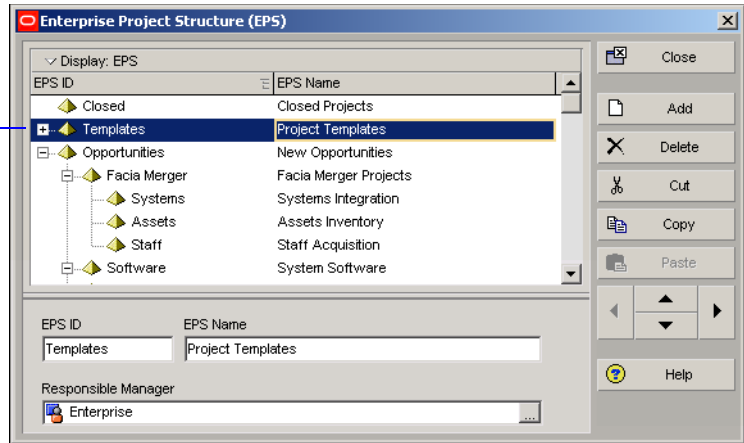 Enterprise Project Structure (EPS)
Display: EPS
EPS ID EPS Name
Closed Closed Projects
Templates Project Templates
Opportunities New Opportunities
Facia Merger Facia Merger Projects
Systems Systems Integration
Assets Assets Inventory
Staff Staff Acquisition
Software System Software
EPS ID EPS Name
Templates Project Templates
Responsible Manager
Enterprise ...
Close
Add
Delete
Cut
Copy
Paste
Help